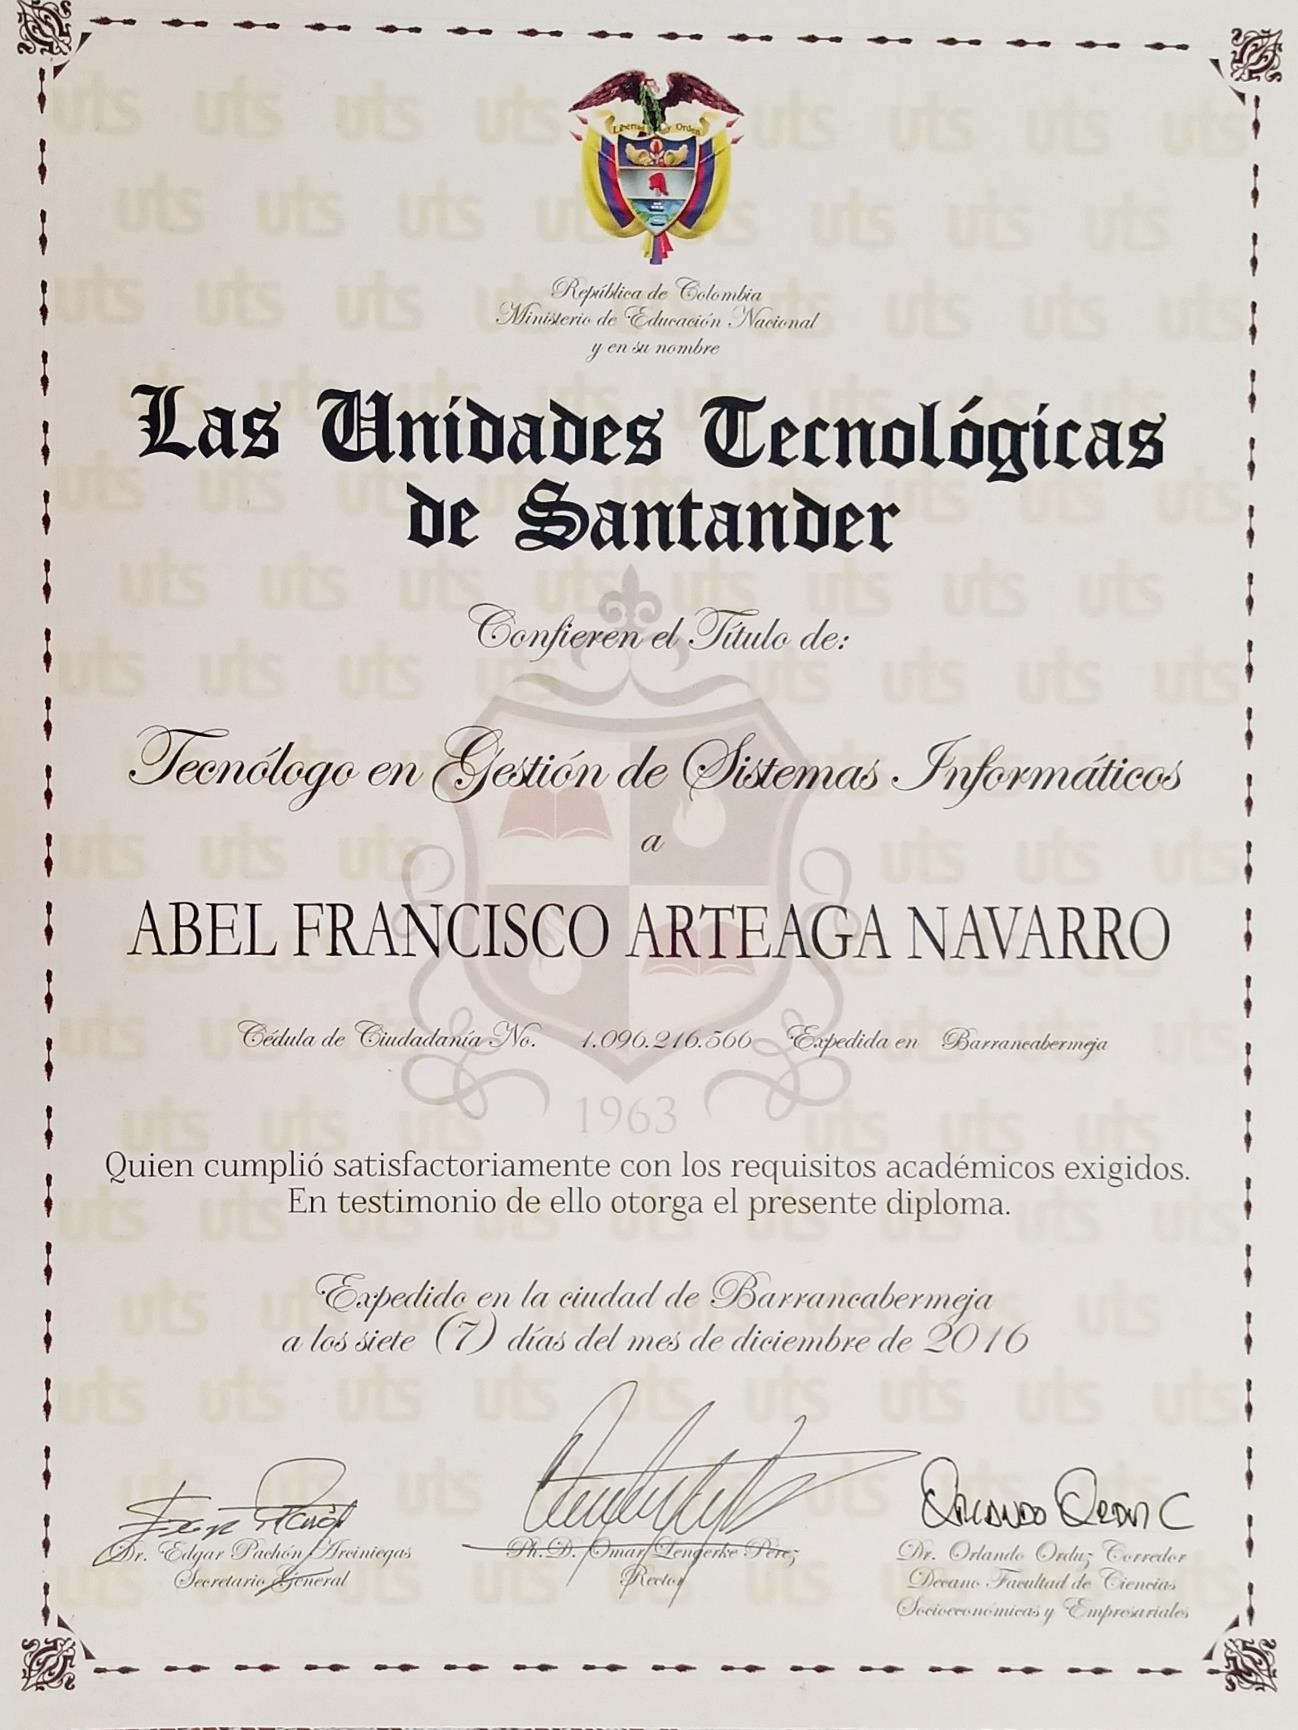 Libertad y Orden
República de Colombia
Ministerio de Educación Nacional
y en su nombre
Las Unidades Tecnológicas
de Santander
Confieren el Título de:
Tecnólogo en Gestión de Sistemas Informáticos
a
ABEL FRANCISCO ARTEAGA NAVARRO
Cédula de Ciudadanía No. 1.096.216.566 Expedida en Barrancabermeja
1963
Quien cumplió satisfactoriamente con los requisitos académicos exigidos.
En testimonio de ello otorga el presente diploma.
Expedido en la ciudad de Barrancabermeja
a los siete (7) días del mes de diciembre de 2016
Orlando Orduz C
Dr. Edgar Pachón Arciniegas
Secretario General
Ph.D. Omar Lengerke Pérez
Rector
Dr. Orlando Orduz Corredor
Decano Facultad de Ciencias
Socioeconómicas y Empresariales
uts